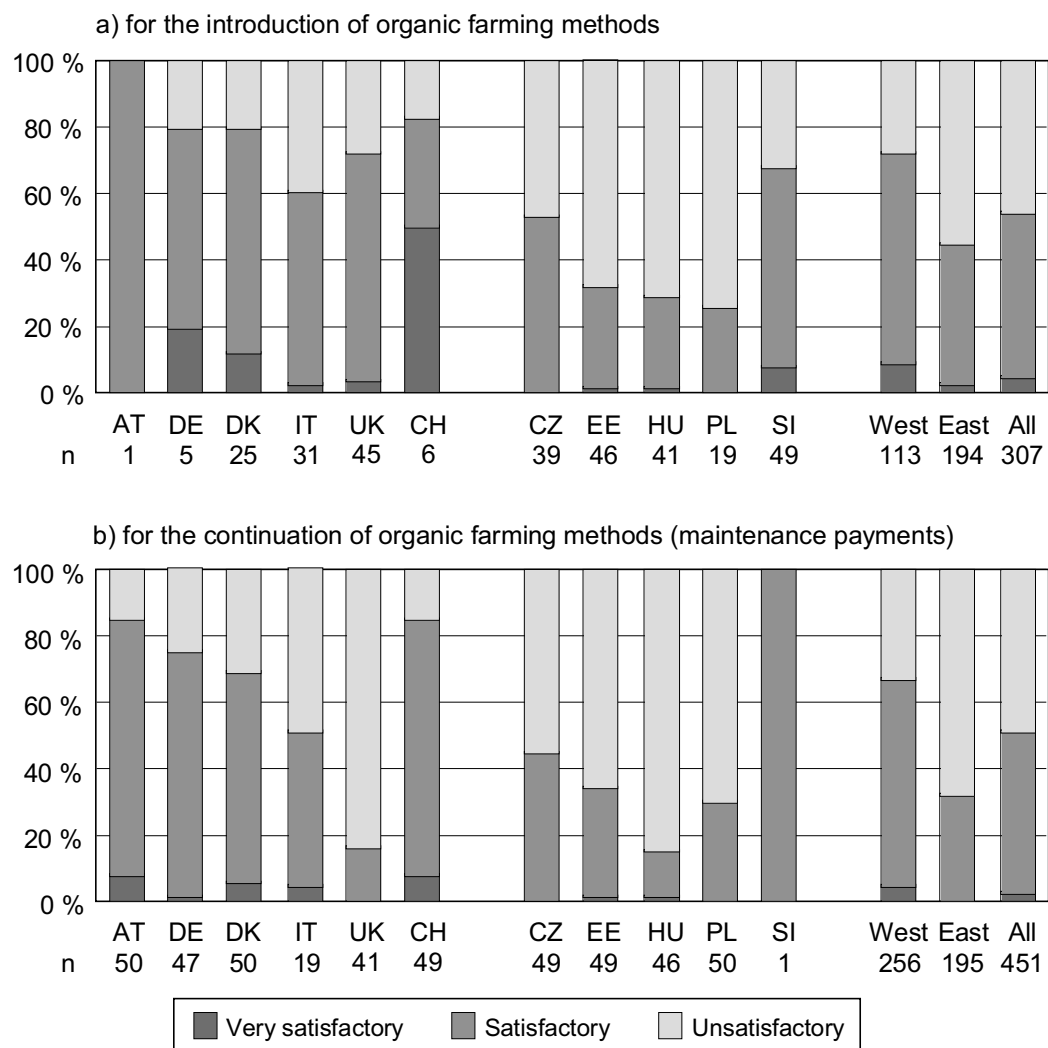 a) for the introduction of organic farming methods
100 %
80 %
60 %
40 %
20 %
0 %
AT DE DK IT UK CH CZ EE HU PL SI West East All
n 1 5 25 31 45 6 39 46 41 19 49 113 194 307
b) for the continuation of organic farming methods (maintenance payments)
100 %
80 %
60 %
40 %
20 %
0 %
AT DE DK IT UK CH CZ EE HU PL SI West East All
n 50 47 50 19 41 49 49 49 46 50 1 256 195 451
Very satisfactory Satisfactory Unsatisfactory